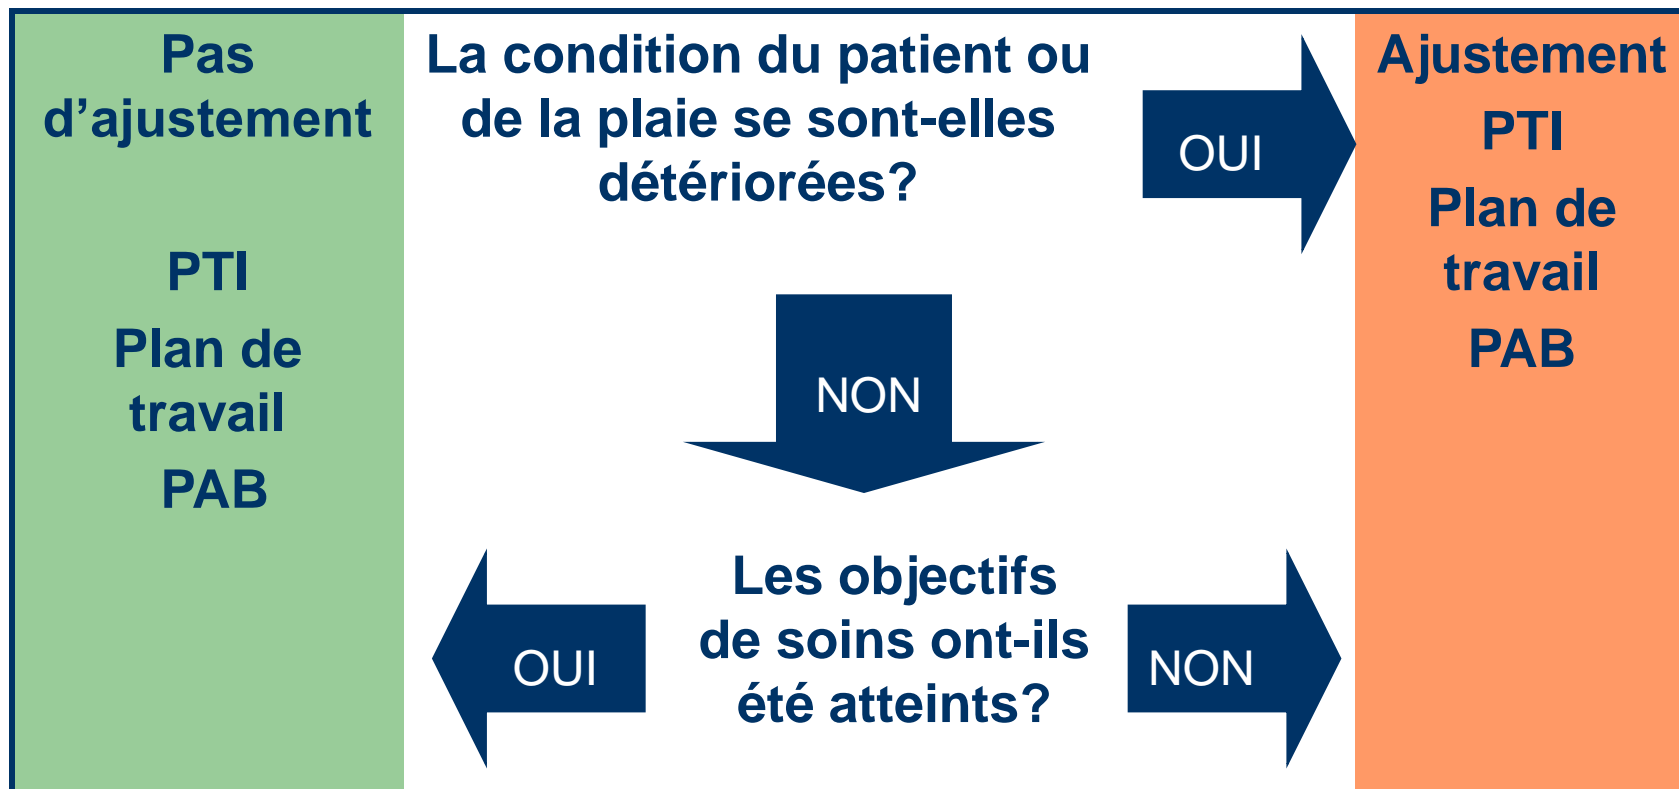 Pas
d’ajustement
PTI
Plan de
travail
PAB
La condition du patient ou
de la plaie se sont-elles
détériorées?
OUI
NON
Les objectifs
de soins ont-ils
été atteints?
OUI
NON
Ajustement
PTI
Plan de
travail
PAB